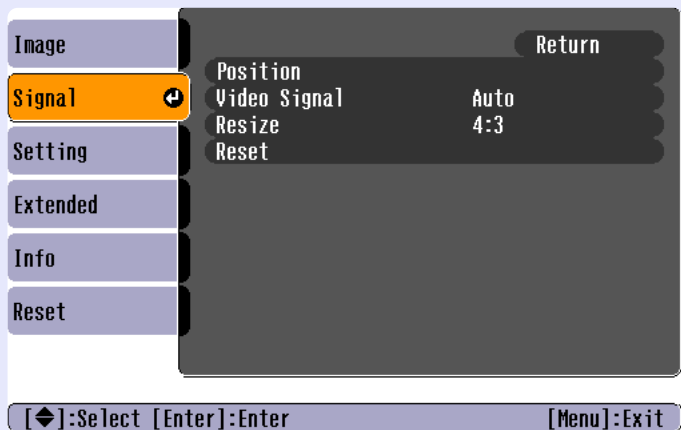 Image
Signal
Setting
Extended
Info
Reset
Return
Position
Video Signal Auto
Resize 4:3
Reset
[◆]:Select [Enter]:Enter [Menu]:Exit